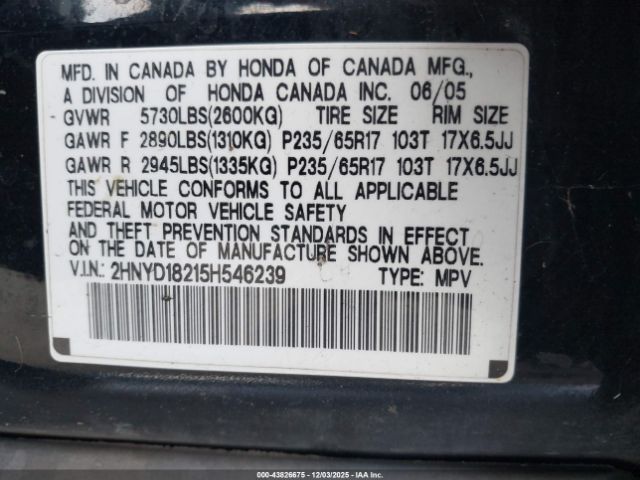 MFD. IN CANADA BY HONDA OF CANADA MFG.,
A DIVISION OF HONDA CANADA INC. 06/05
GVWR 5730LBS(2600KG) TIRE SIZE RIM SIZE
GAWR F 2890LBS(1310KG) P235/65R17 103T 17X6.5JJ
GAWR R 2945LBS(1335KG) P235/65R17 103T 17X6.5JJ
THIS VEHICLE CONFORMS TO ALL APPLICABLE
FEDERAL MOTOR VEHICLE SAFETY
AND THEFT PREVENTION STANDARDS IN EFFECT
ON THE DATE OF MANUFACTURE SHOWN ABOVE.
V.I.N.: 2HNYD18215H546239 TYPE: MPV
000-43826675 - 12/03/2025 - IAA Inc.